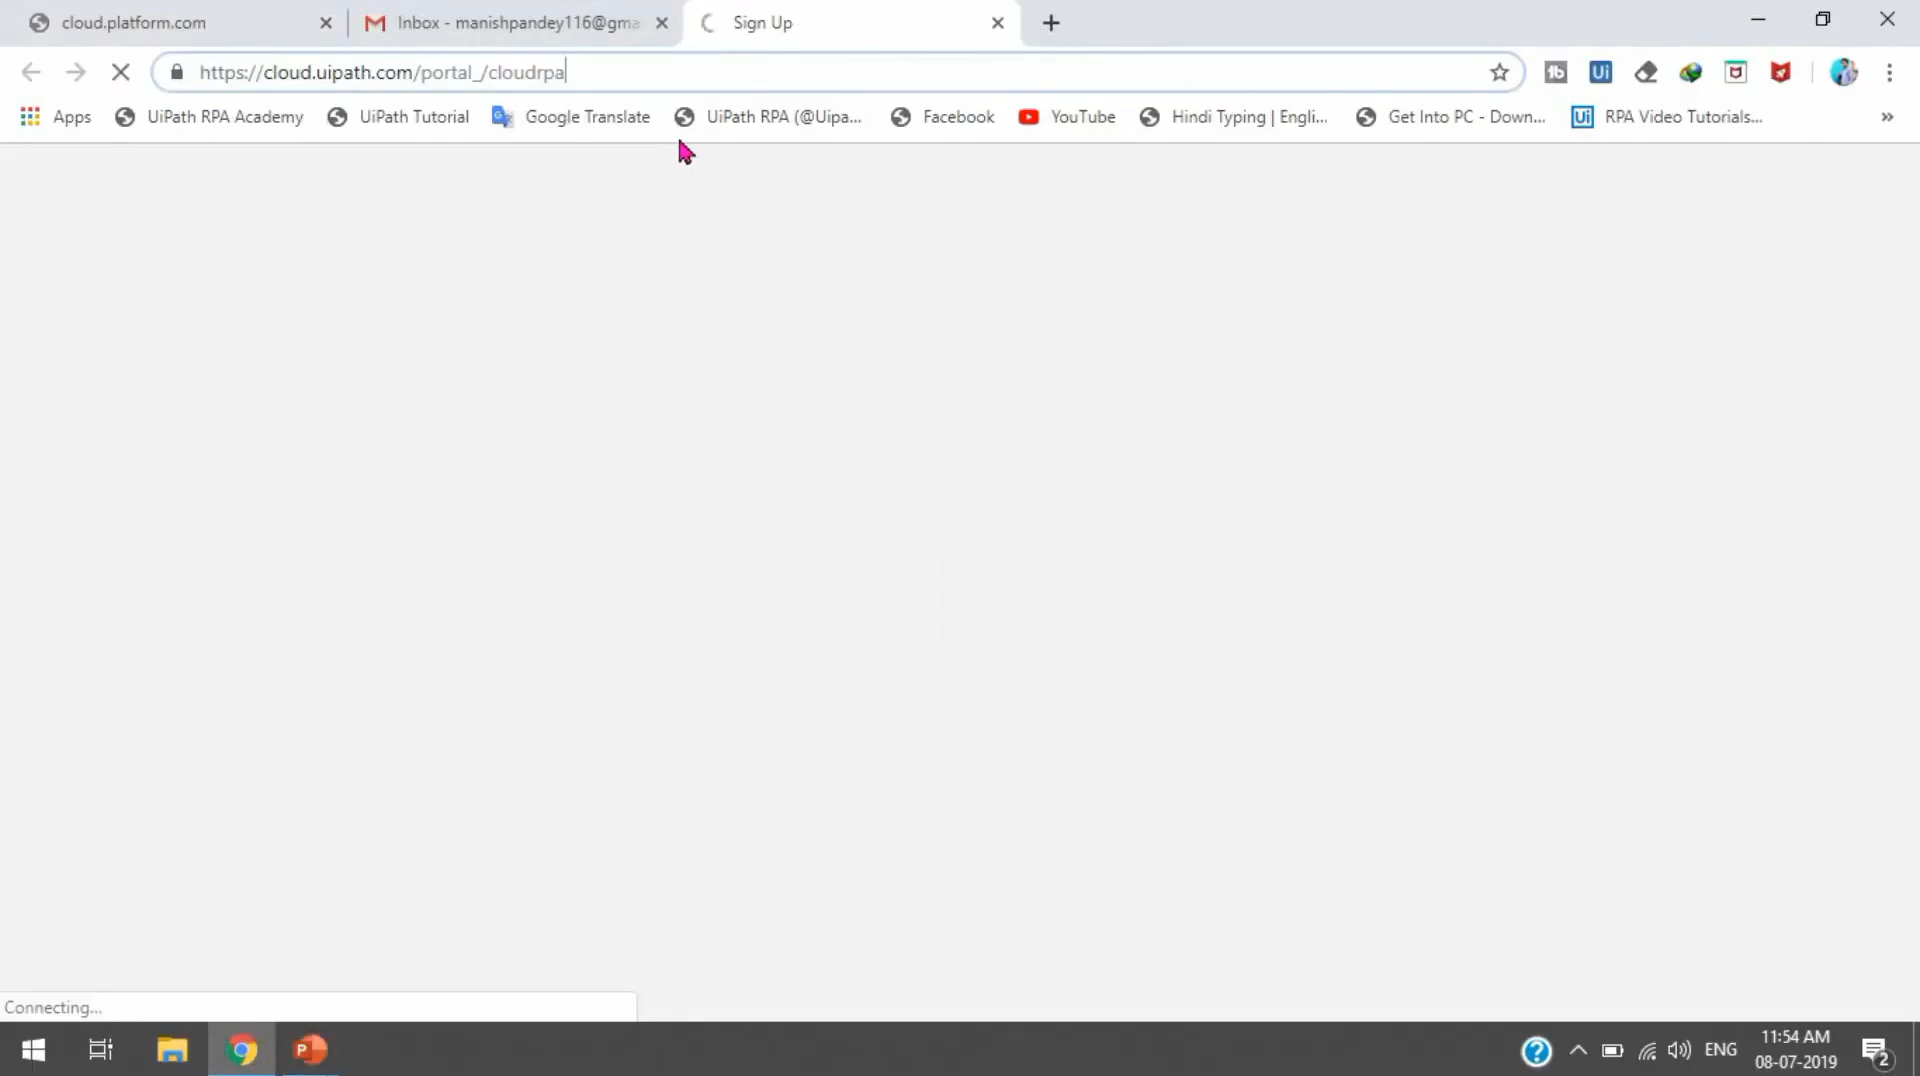 cloud.platform.com
Inbox - manishpandey116@gma
Sign Up
https://cloud.uipath.com/portal_/cloudrpa
Apps
UiPath RPA Academy
UiPath Tutorial
Google Translate
UiPath RPA (@Uipa...
Facebook
YouTube
Hindi Typing | Engli...
Get Into PC - Down...
RPA Video Tutorials...
Connecting...
ENG
11:54 AM
08-07-2019
2